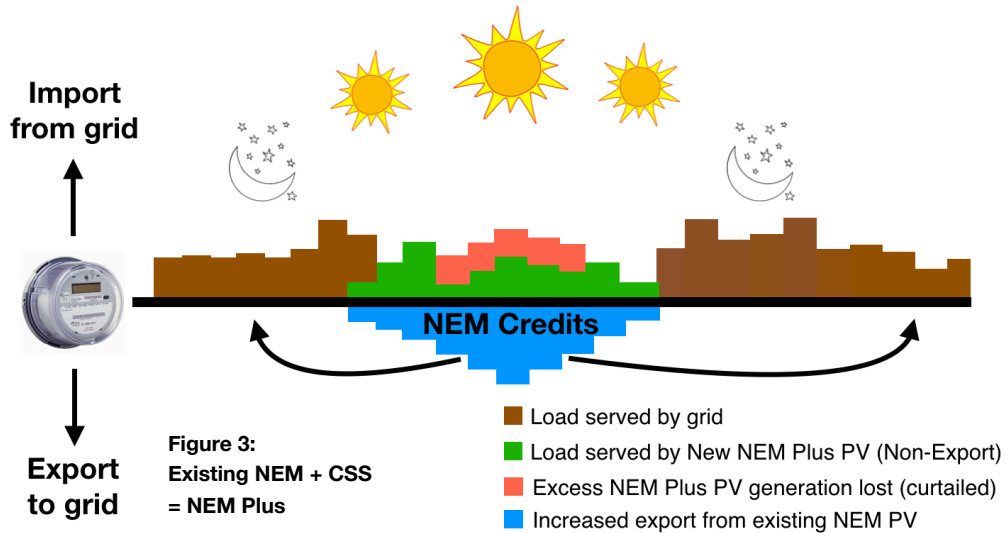 Import
from grid
NEM Credits
Export
to grid
Figure 3:
Existing NEM + CSS
= NEM Plus
Load served by grid
Load served by New NEM Plus PV (Non-Export)
Excess NEM Plus PV generation lost (curtailed)
Increased export from existing NEM PV